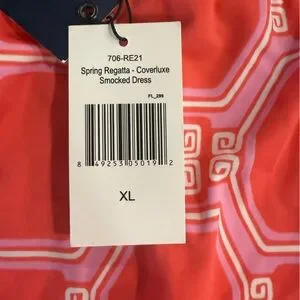 706-RE21
Spring Regatta - Coverluxe
Smocked Dress
FL_299
8 49253 05019 2
XL